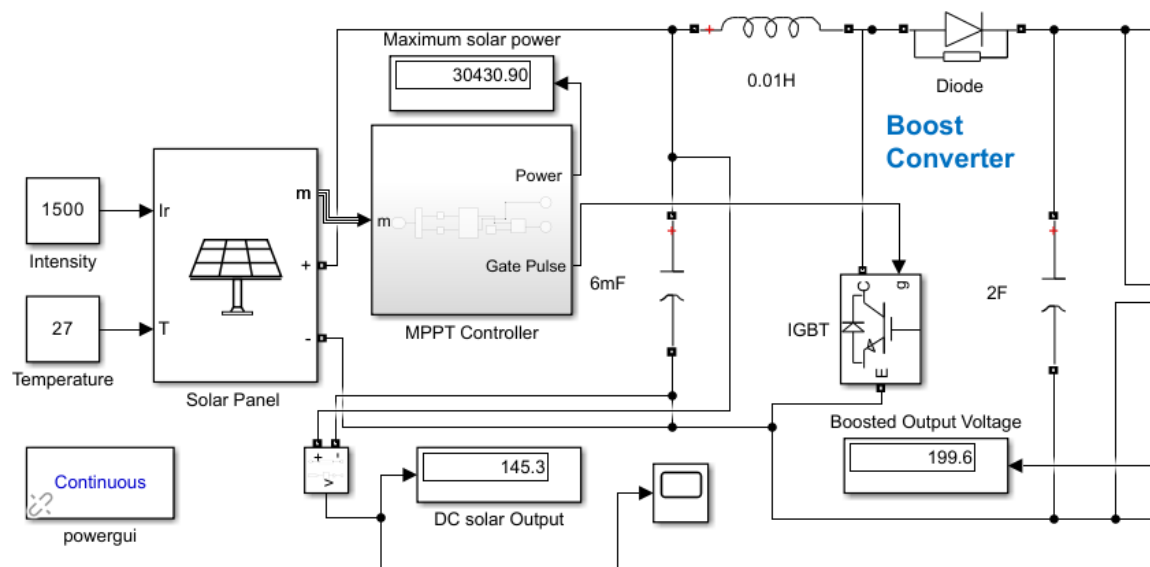 Maximum solar power
30430.90
0.01H
Diode
Boost
Converter
Power
m
Gate Pulse
MPPT Controller
1500
Intensity
27
Temperature
Ir
T
m
+
-
Solar Panel
6mF
+
+
+
2F
IGBT
C
g
E
Boosted Output Voltage
199.6
Continuous
powergui
+
-
v
145.3
DC solar Output